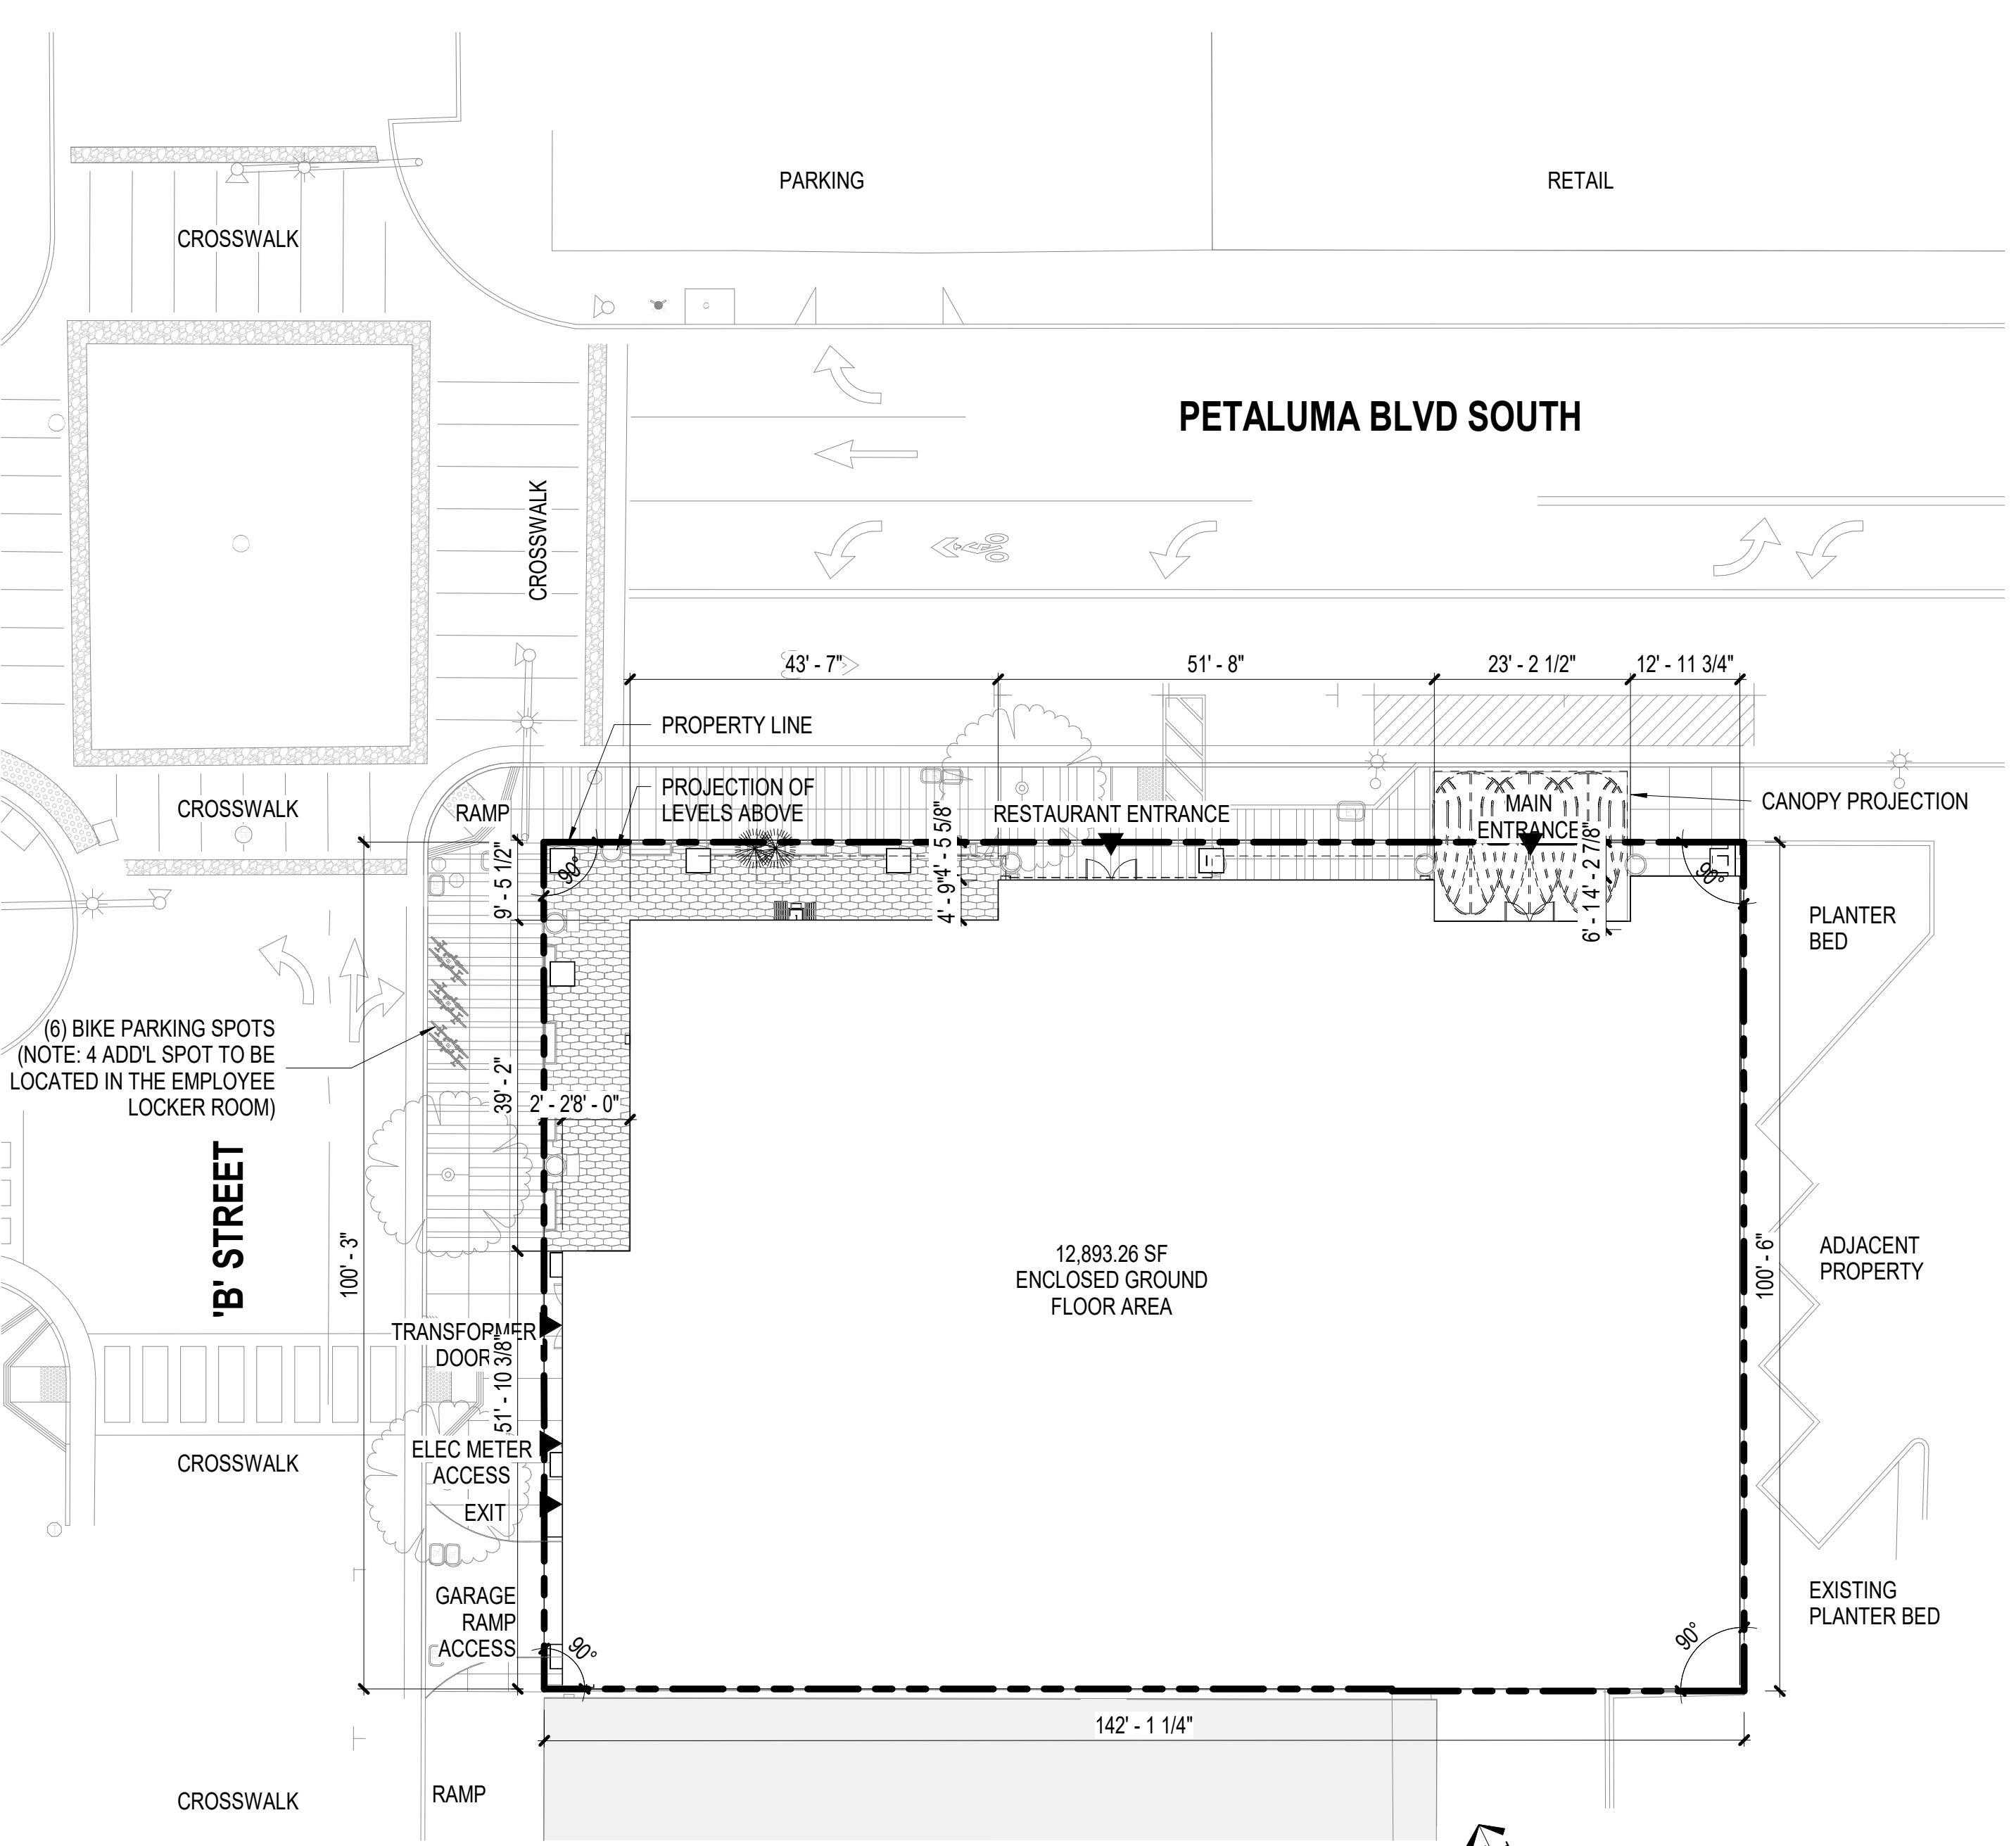 PARKING
RETAIL
CROSSWALK
PETALUMA BLVD SOUTH
CROSSWALK
43' - 7"
51' - 8"
23' - 2 1/2"
12' - 11 3/4"
PROPERTY LINE
PROJECTION OF
LEVELS ABOVE
CROSSWALK
RAMP
RESTAURANT ENTRANCE
MAIN
ENTRANCE
CANOPY PROJECTION
9' - 5 1/2"
90°
4' - 9"
4' - 5 5/8"
6' - 1
4' - 2 7/8"
90°
PLANTER
BED
(6) BIKE PARKING SPOTS
(NOTE: 4 ADD'L SPOT TO BE
LOCATED IN THE EMPLOYEE
LOCKER ROOM)
39' - 2"
2' - 2
8' - 0"
'B' STREET
100' - 3"
12,893.26 SF
ENCLOSED GROUND
FLOOR AREA
100' - 6"
ADJACENT
PROPERTY
TRANSFORMER
DOOR
51' - 10 3/8"
ELEC METER
ACCESS
CROSSWALK
EXIT
GARAGE
RAMP
ACCESS
90°
90°
EXISTING
PLANTER BED
142' - 1 1/4"
CROSSWALK
RAMP